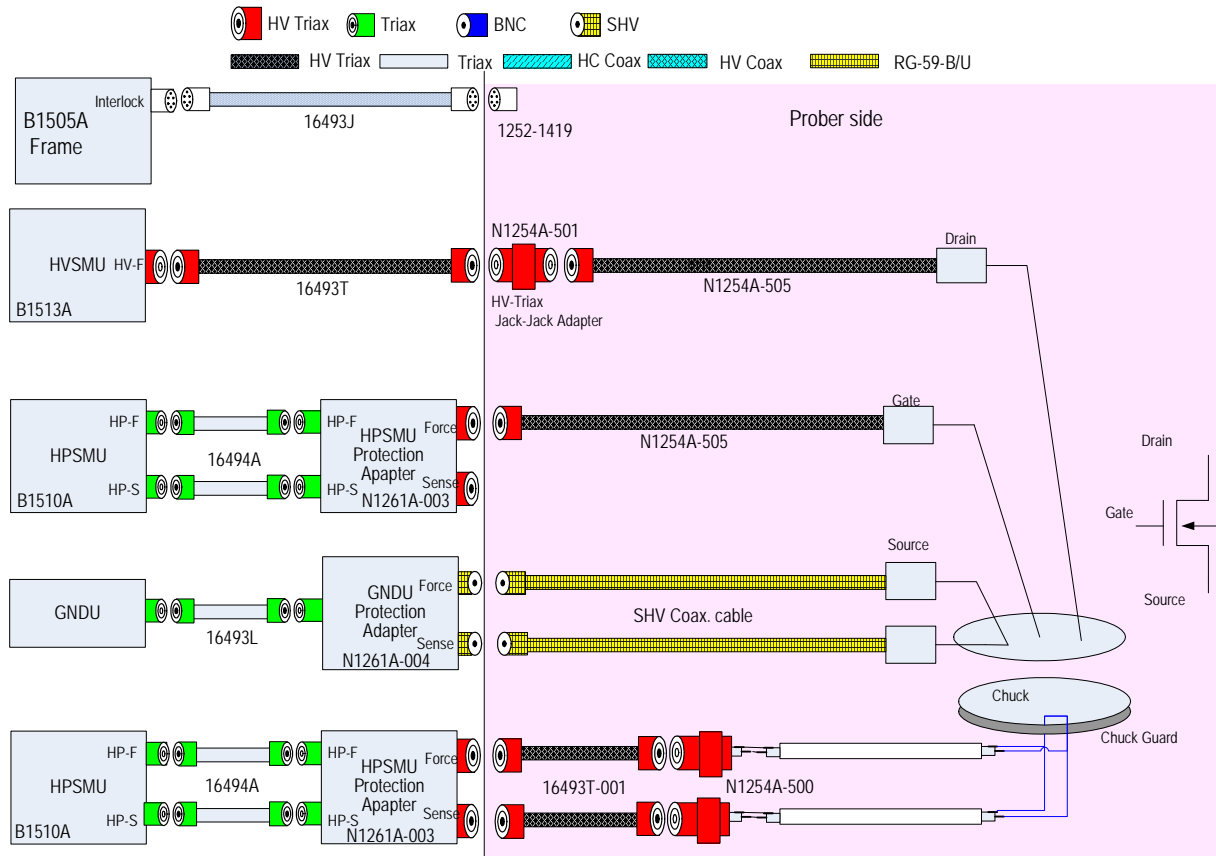 HV Triax
Triax
BNC
SHV
HV Triax
Triax
HC Coax
HV Coax
RG-59-B/U
B1505A
Frame
Interlock
16493J
1252-1419
Prober side
HVSMU
HV-F
B1513A
16493T
N1254A-501
HV-Triax
Jack-Jack Adapter
N1254A-505
Drain
HPSMU
HP-F
HP-S
B1510A
16494A
HP-F
HP-S
HPSMU
Protection
Apapter
N1261A-003
Force
Sense
N1254A-505
Gate
Drain
Gate
Source
GNDU
16493L
GNDU
Protection
Adapter
N1261A-004
Force
Sense
SHV Coax. cable
Source
Chuck
Chuck Guard
HPSMU
HP-F
HP-S
B1510A
16494A
HP-F
HP-S
HPSMU
Protection
Apapter
N1261A-003
Force
Sense
16493T-001
N1254A-500